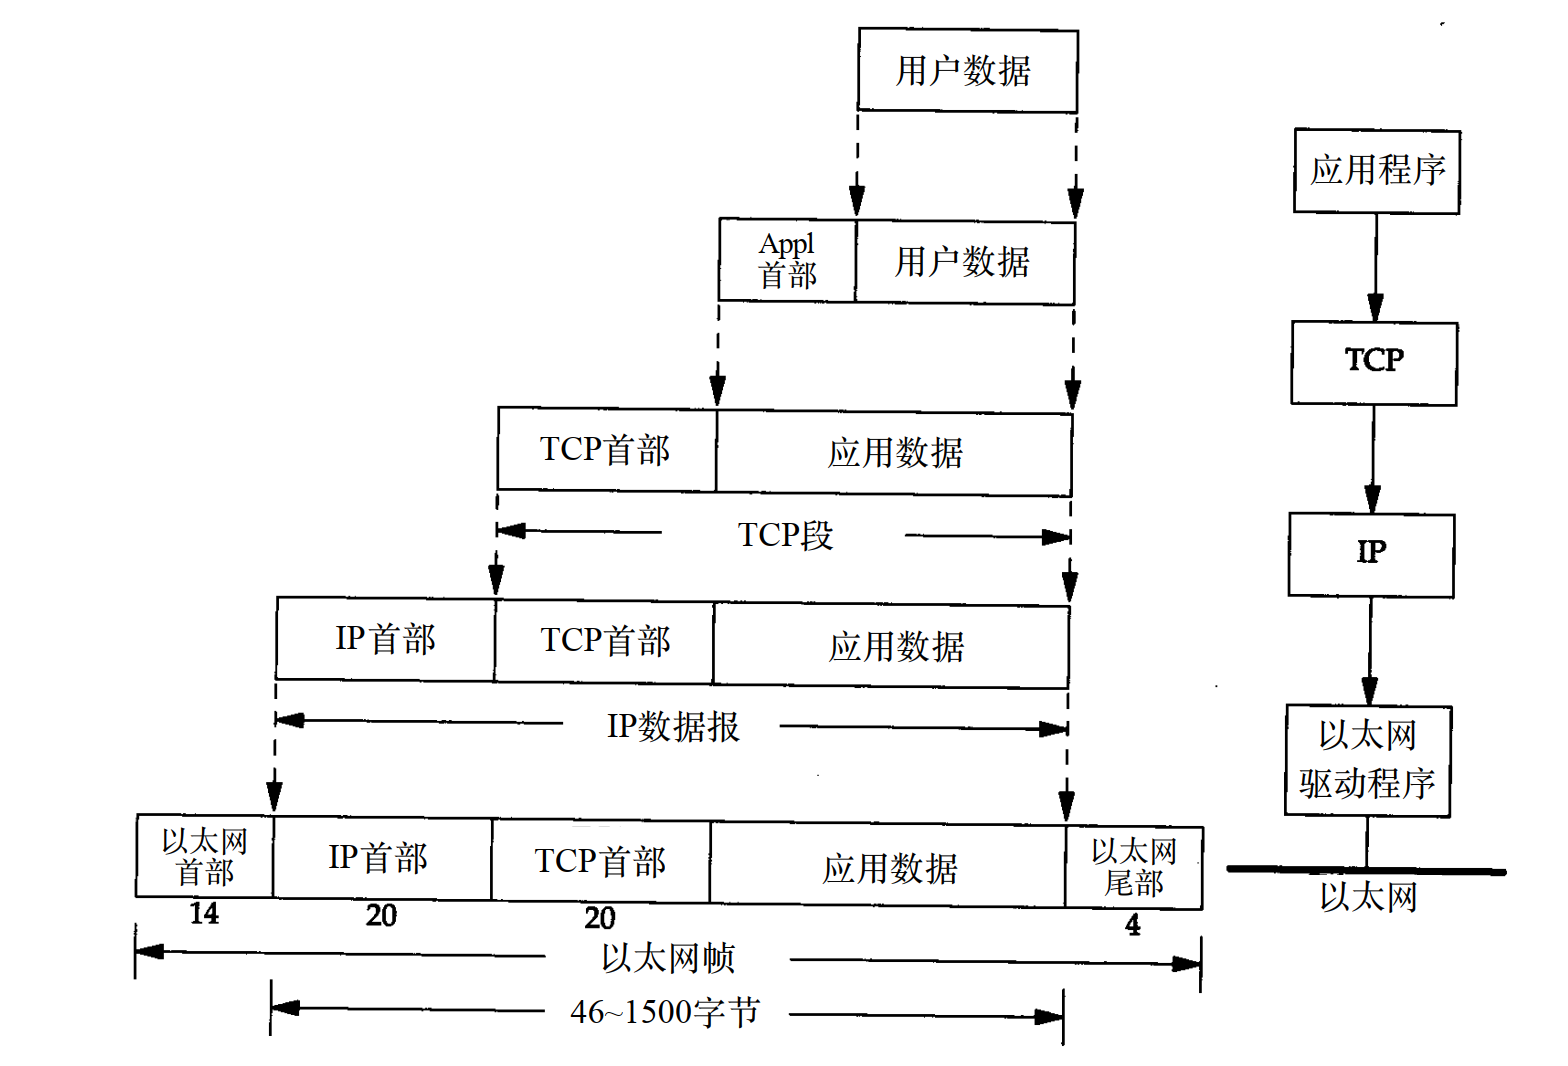 用户数据
应用程序
Appl
首部
用户数据
TCP
TCP首部
应用数据
TCP段
IP
IP首部
TCP首部
应用数据
IP数据报
以太网
驱动程序
以太网
首部
IP首部
TCP首部
应用数据
以太网
尾部
14
20
20
4
以太网
以太网帧
46~1500字节